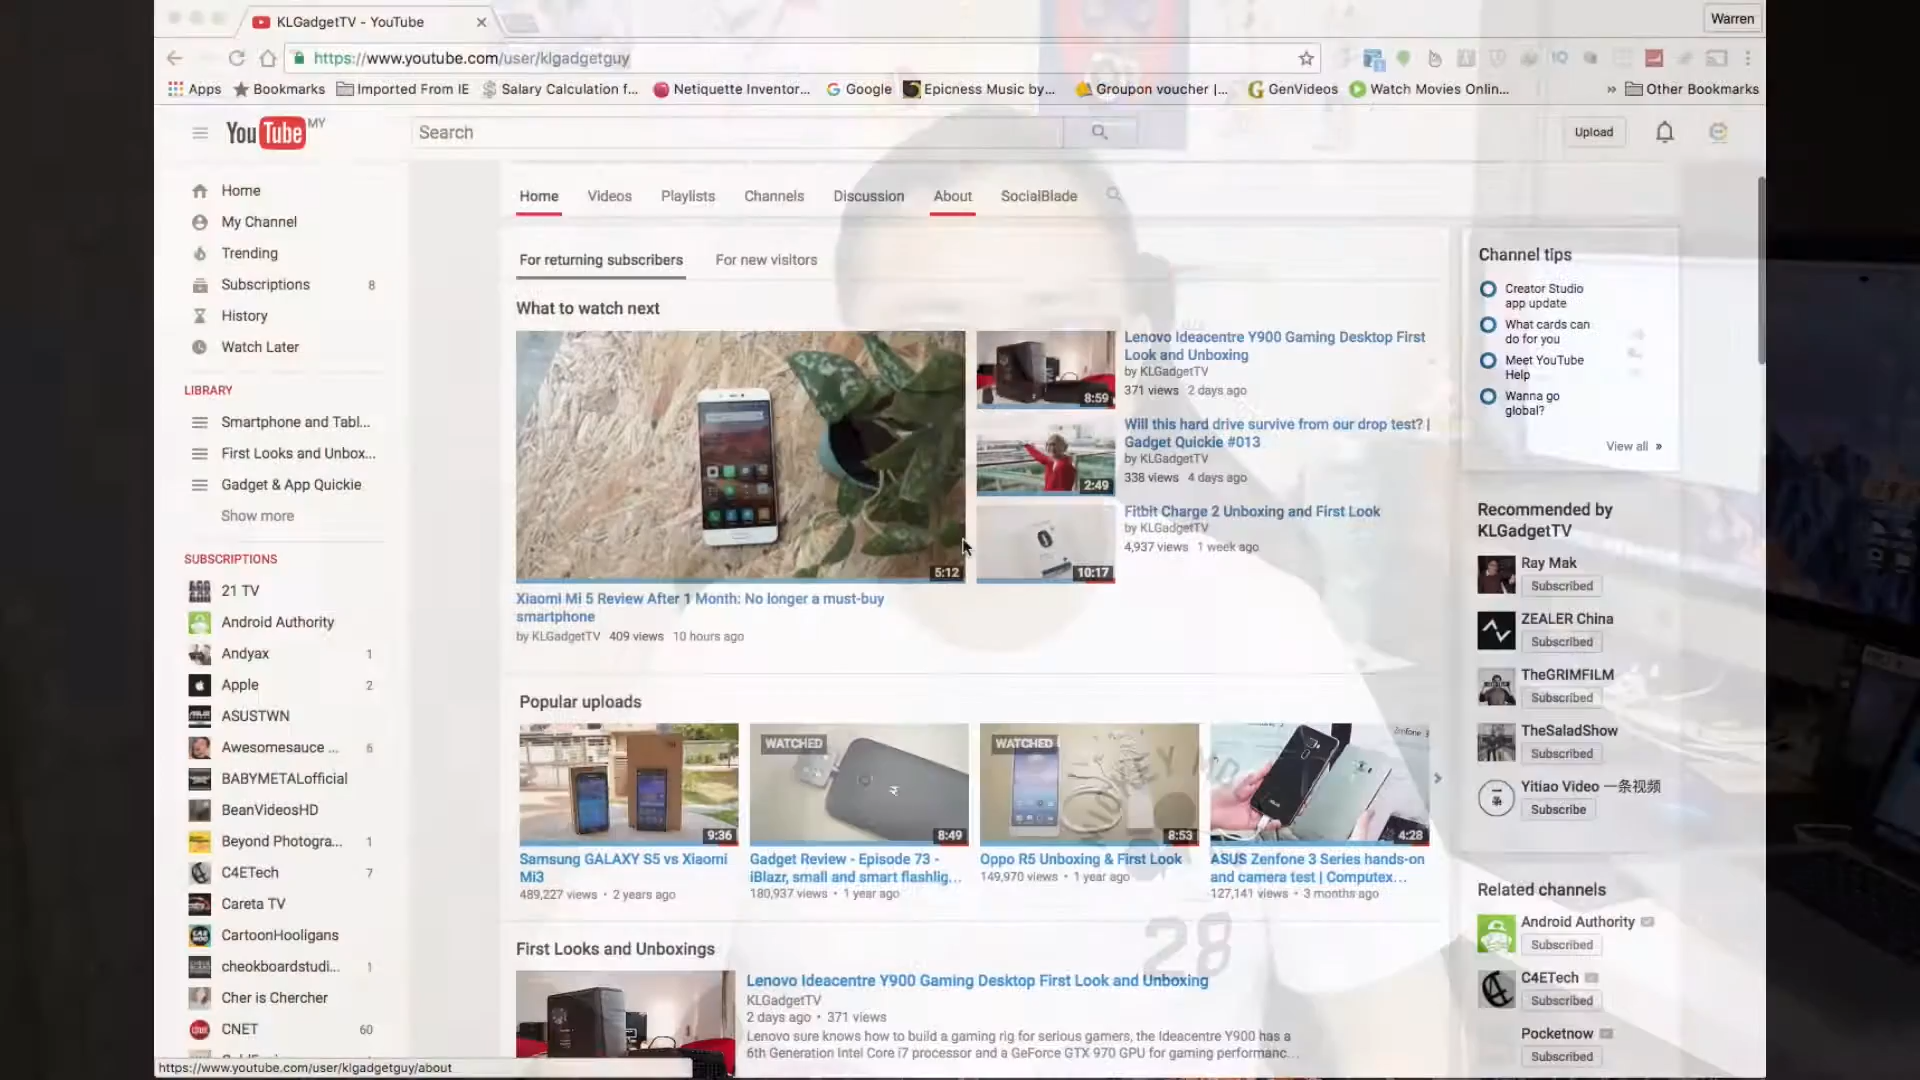 KLGadgetTV - YouTube
Warren
https://www.youtube.com/user/klgadgetguy
Apps
Bookmarks
Imported From IE
Salary Calculation f...
Netiquette Inventor...
Google
Epicness Music by...
Groupon voucher |...
GenVideos
Watch Movies Onlin...
» Other Bookmarks
YouTube MY
Search
Upload
Home
My Channel
Trending
Subscriptions 8
History
Watch Later
LIBRARY
Smartphone and Tabl...
First Looks and Unbox...
Gadget & App Quickie
Show more
SUBSCRIPTIONS
21 TV
Android Authority
Andyax 1
Apple 2
ASUSTWN
Awesomesauce ... 6
BABYMETALofficial
BeanVideosHD
Beyond Photogra... 1
C4ETech 7
Careta TV
CartoonHooligans
cheokboardstudi... 1
Cher is Chercher
CNET 60
https://www.youtube.com/user/klgadgetguy/about
Home
Videos
Playlists
Channels
Discussion
About
SocialBlade
For returning subscribers
For new visitors
What to watch next
5:12
Xiaomi Mi 5 Review After 1 Month: No longer a must-buy
smartphone
by KLGadgetTV 409 views 10 hours ago
8:59
Lenovo Ideacentre Y900 Gaming Desktop First
Look and Unboxing
by KLGadgetTV
371 views 2 days ago
2:49
Will this hard drive survive from our drop test? |
Gadget Quickie #013
by KLGadgetTV
338 views 4 days ago
10:17
Fitbit Charge 2 Unboxing and First Look
by KLGadgetTV
4,937 views 1 week ago
Popular uploads
9:36
Samsung GALAXY S5 vs Xiaomi
Mi3
489,227 views • 2 years ago
WATCHED
8:49
Gadget Review - Episode 73 -
iBlazr, small and smart flashlig...
180,937 views • 1 year ago
WATCHED
8:53
Oppo R5 Unboxing & First Look
149,970 views • 1 year ago
4:28
ASUS Zenfone 3 Series hands-on
and camera test | Computex...
127,141 views • 3 months ago
28
First Looks and Unboxings
Lenovo Ideacentre Y900 Gaming Desktop First Look and Unboxing
KLGadgetTV
2 days ago • 371 views
Lenovo sure knows how to build a gaming rig for serious gamers, the Ideacentre Y900 has a
6th Generation Intel Core i7 processor and a GeForce GTX 970 GPU for gaming performanc...
Channel tips
Creator Studio
app update
What cards can
do for you
Meet YouTube
Help
Wanna go
global?
View all »
Recommended by
KLGadgetTV
Ray Mak
Subscribed
ZEALER China
Subscribed
TheGRIMFILM
Subscribed
TheSaladShow
Subscribed
Yitiao Video 一条视频
Subscribe
Related channels
Android Authority
Subscribed
C4ETech
Subscribed
Pocketnow
Subscribed